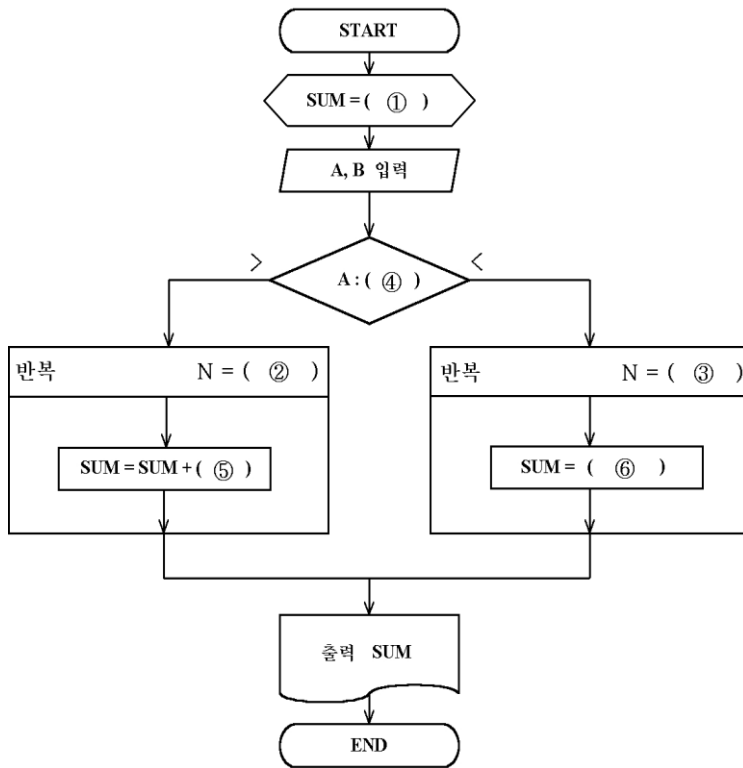 START
SUM = ( ① )
A, B 입력
> A : ( ④ ) <
반복 N = ( ② )
반복 N = ( ③ )
SUM = SUM + ( ⑤ )
SUM = ( ⑥ )
출력 SUM
END